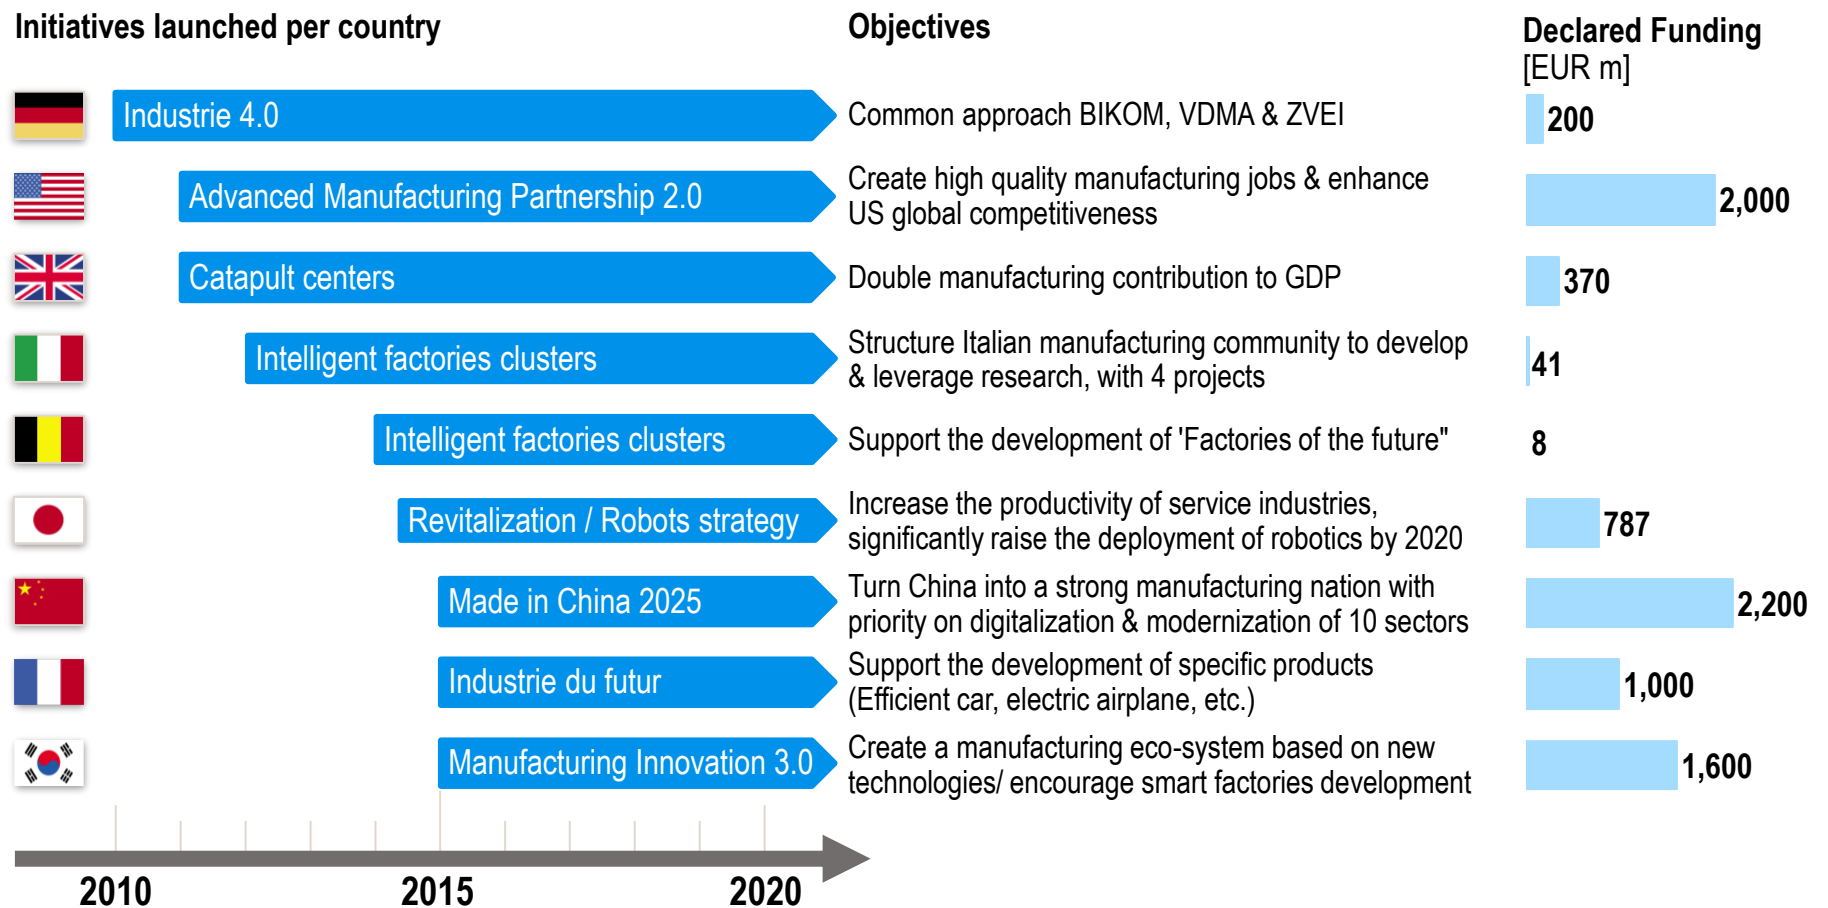 Initiatives launched per country
Objectives
Declared Funding
[EUR m]
Industrie 4.0
Common approach BIKOM, VDMA & ZVEI
200
Advanced Manufacturing Partnership 2.0
Create high quality manufacturing jobs & enhance
US global competitiveness
2,000
Catapult centers
Double manufacturing contribution to GDP
370
Intelligent factories clusters
Structure Italian manufacturing community to develop
& leverage research, with 4 projects
41
Intelligent factories clusters
Support the development of 'Factories of the future"
8
Revitalization / Robots strategy
Increase the productivity of service industries,
significantly raise the deployment of robotics by 2020
787
Made in China 2025
Turn China into a strong manufacturing nation with
priority on digitalization & modernization of 10 sectors
2,200
Industrie du futur
Support the development of specific products
(Efficient car, electric airplane, etc.)
1,000
Manufacturing Innovation 3.0
Create a manufacturing eco-system based on new
technologies/ encourage smart factories development
1,600
2010
2015
2020